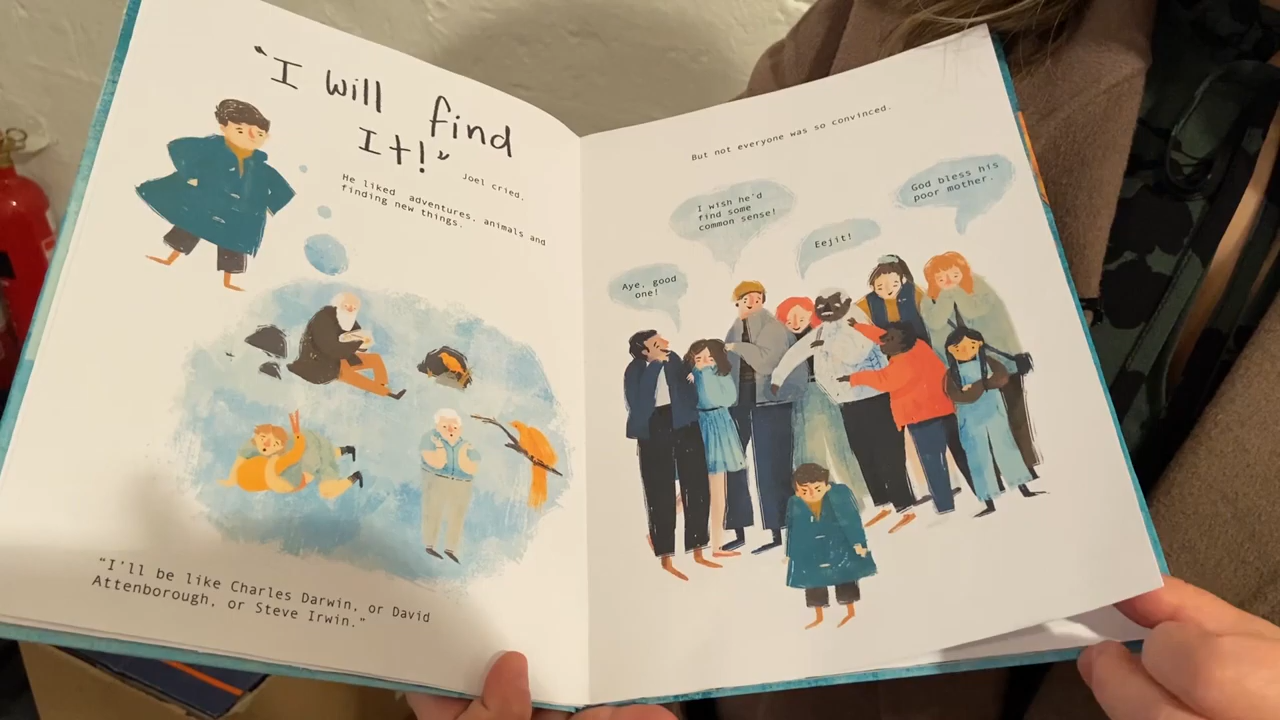 "I will find
It!"
Joel cried.
He liked adventures, animals and
finding new things.
"I'll be like Charles Darwin, or David
Attenborough, or Steve Irwin."
But not everyone was so convinced.
Aye, good
one!
I wish he'd
find some
common sense!
Eejit!
God bless his
poor mother.